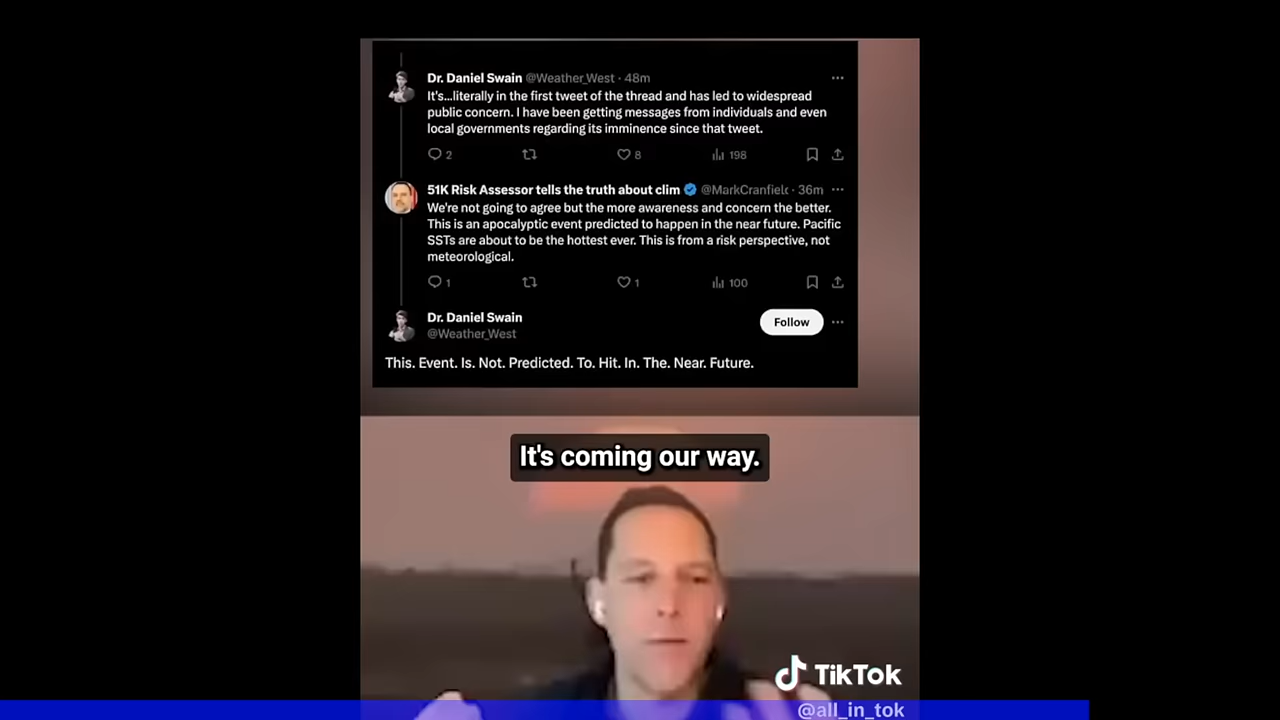 Dr. Daniel Swain @Weather_West · 48m
It's...literally in the first tweet of the thread and has led to widespread
public concern. I have been getting messages from individuals and even
local governments regarding its imminence since that tweet.
2 8 198
51K Risk Assessor tells the truth about clim @MarkCranfielc · 36m
We're not going to agree but the more awareness and concern the better.
This is an apocalyptic event predicted to happen in the near future. Pacific
SSTs are about to be the hottest ever. This is from a risk perspective, not
meteorological.
1 1 100
Dr. Daniel Swain
@Weather_West
Follow
This. Event. Is. Not. Predicted. To. Hit. In. The. Near. Future.
It's coming our way.
TikTok
@all_in_tok